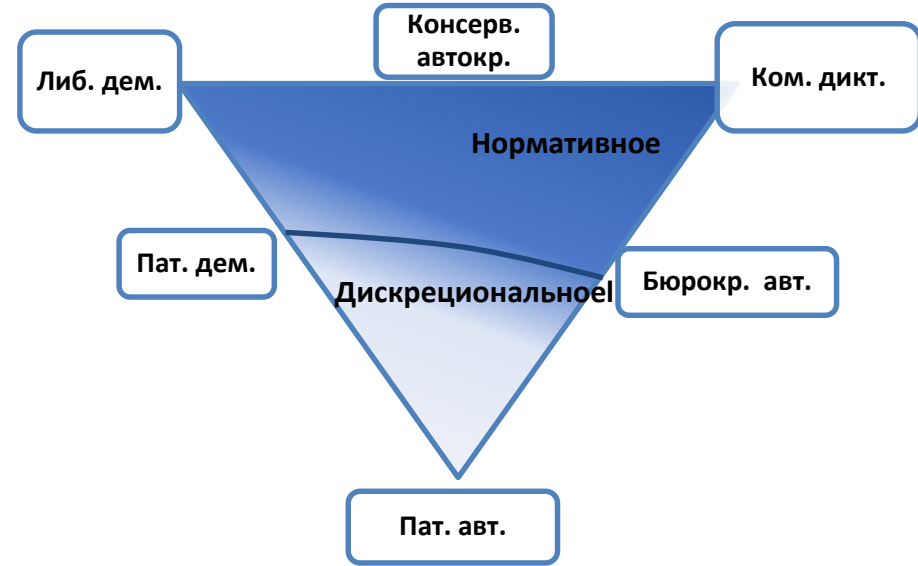 Консерв.
автокр.
Либ. дем.
Ком. дикт.
Нормативное
Пат. дем.
Дискрециональноеl
Бюрокр. авт.
Пат. авт.